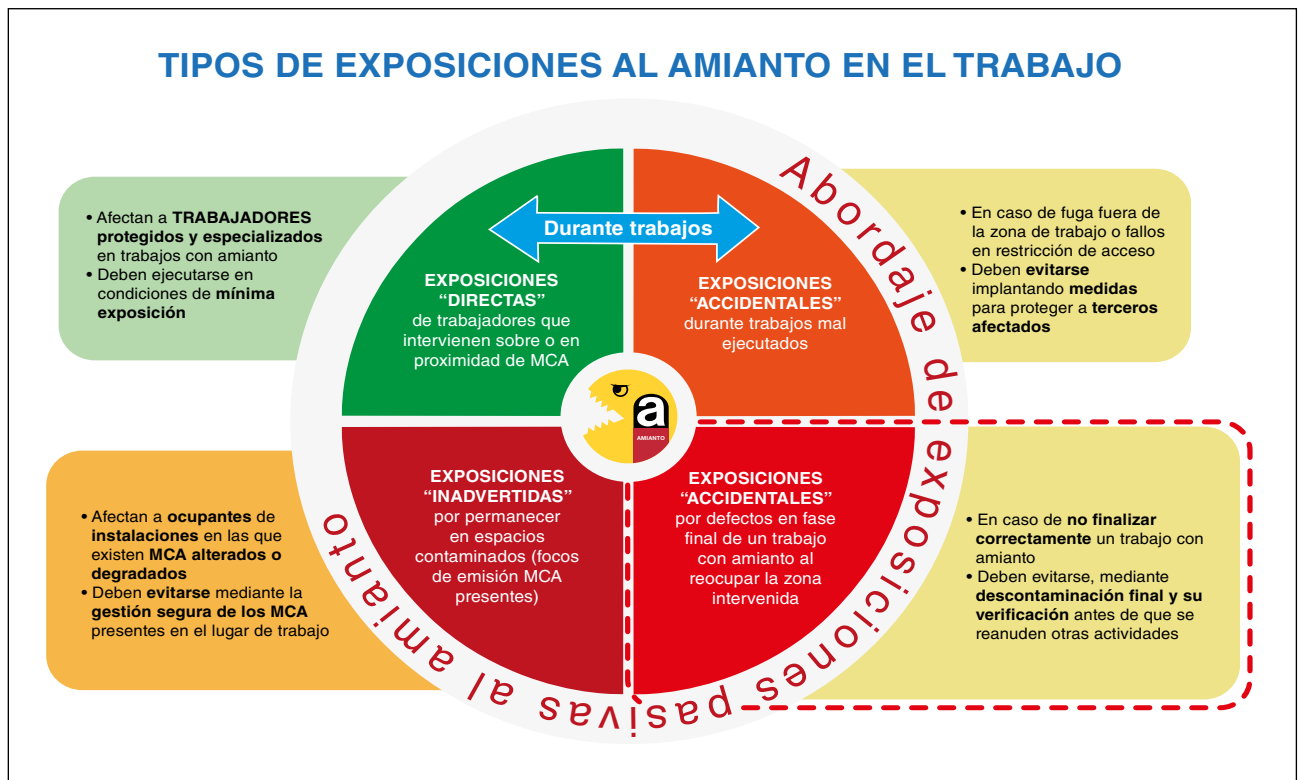 TIPOS DE EXPOSICIONES AL AMIANTO EN EL TRABAJO
Abordaje de exposiciones pasivas al amianto
Durante trabajos
• Afectan a TRABAJADORES
protegidos y especializados
en trabajos con amianto
• Deben ejecutarse en
condiciones de mínima
exposición
EXPOSICIONES
“DIRECTAS”
de trabajadores que
intervienen sobre o en
proximidad de MCA
EXPOSICIONES
“ACCIDENTALES”
durante trabajos mal
ejecutados
• En caso de fuga fuera de
la zona de trabajo o fallos
en restricción de acceso
• Deben evitarse
implantando medidas
para proteger a terceros
afectados
a
AMIANTO
• Afectan a ocupantes de
instalaciones en las que
existen MCA alterados o
degradados
• Deben evitarse mediante la
gestión segura de los MCA
presentes en el lugar de trabajo
EXPOSICIONES
“INADVERTIDAS”
por permanecer
en espacios
contaminados (focos
de emisión MCA
presentes)
EXPOSICIONES
“ACCIDENTALES”
por defectos en fase
final de un trabajo
con amianto al
reocupar la zona
intervenida
• En caso de no finalizar
correctamente un trabajo con
amianto
• Deben evitarse, mediante
descontaminación final y su
verificación antes de que se
reanuden otras actividades